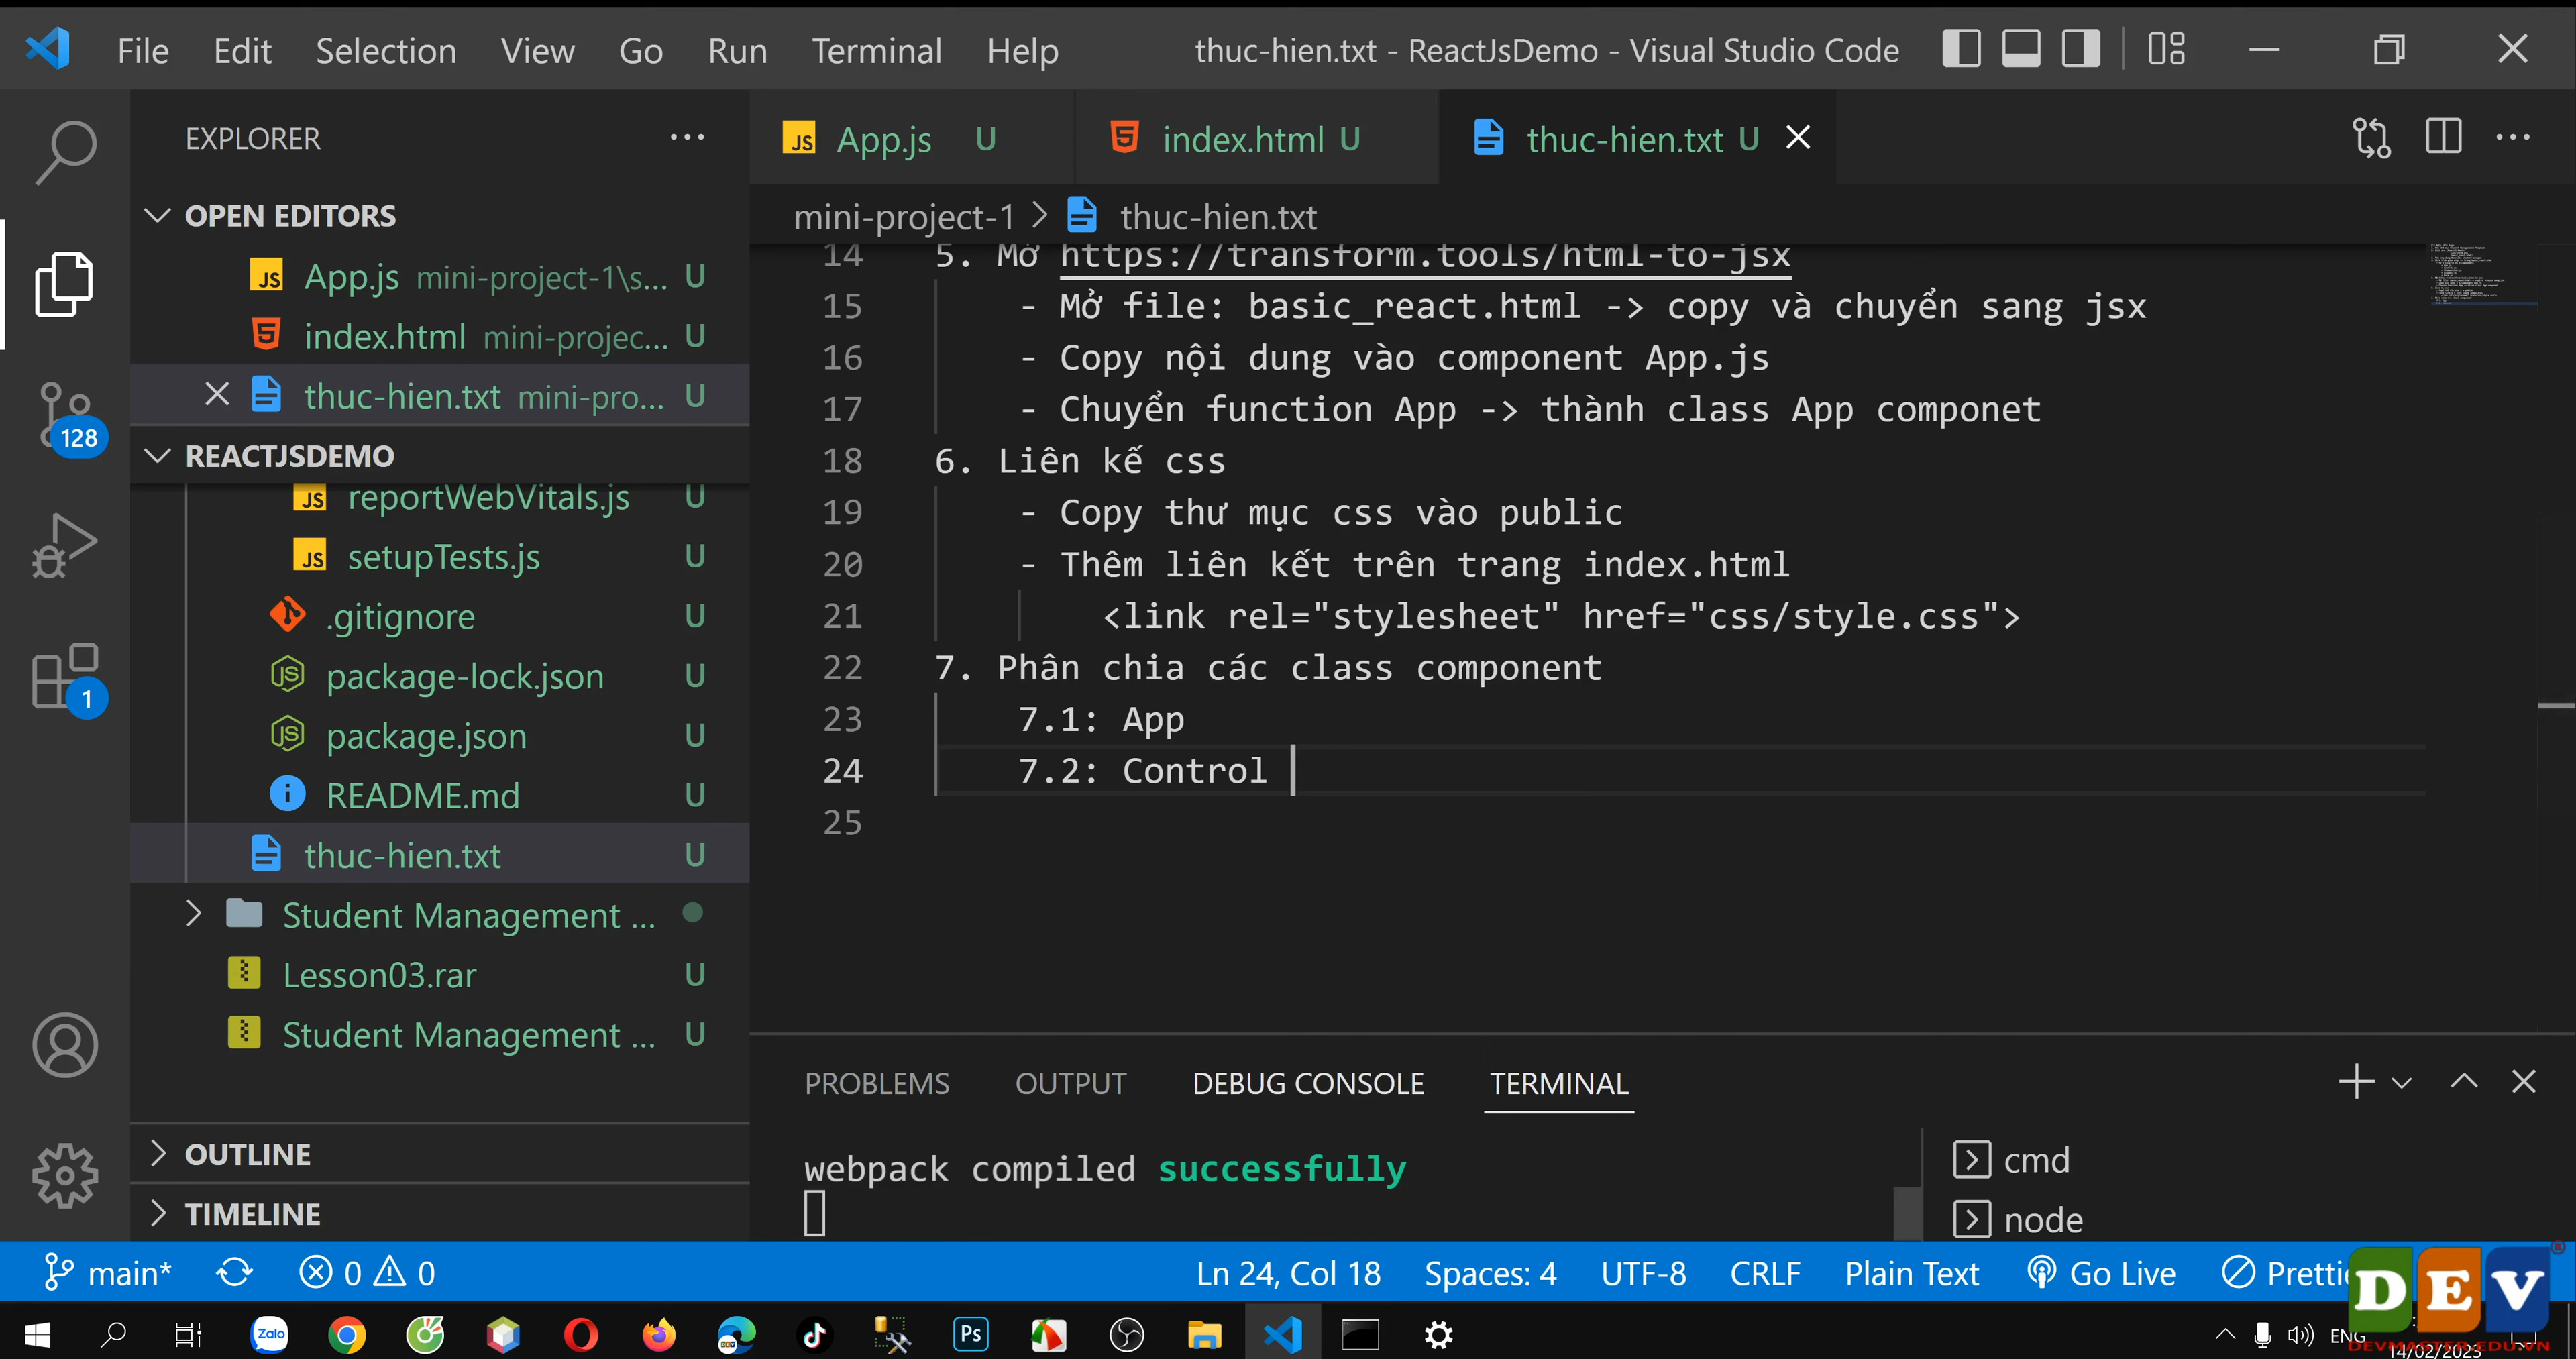 File Edit Selection View Go Run Terminal Help thuc-hien.txt - ReactJsDemo - Visual Studio Code
EXPLORER
App.js U index.html U thuc-hien.txt U
OPEN EDITORS
mini-project-1 > thuc-hien.txt
App.js mini-project-1\s... U
index.html mini-projec... U
thuc-hien.txt mini-pro... U
128
REACTJSDEMO
reportWebVitals.js U
setupTests.js U
.gitignore U
package-lock.json U
1
package.json U
README.md U
thuc-hien.txt U
Student Management ...
Lesson03.rar U
Student Management ... U
OUTLINE
TIMELINE
14 5. Mở https://transform.tools/html-to-jsx
15 - Mở file: basic_react.html -> copy và chuyển sang jsx
16 - Copy nội dung vào component App.js
17 - Chuyển function App -> thành class App componet
18 6. Liên kế css
19 - Copy thư mục css vào public
20 - Thêm liên kết trên trang index.html
21 <link rel="stylesheet" href="css/style.css">
22 7. Phân chia các class component
23 7.1: App
24 7.2: Control
25
PROBLEMS OUTPUT DEBUG CONSOLE TERMINAL
webpack compiled successfully
cmd
node
main* 0 0 Ln 24, Col 18 Spaces: 4 UTF-8 CRLF Plain Text Go Live Prettie
DEV
Zalo Ps ENG
DEVMASTER.EDU.VN
14/02/2023